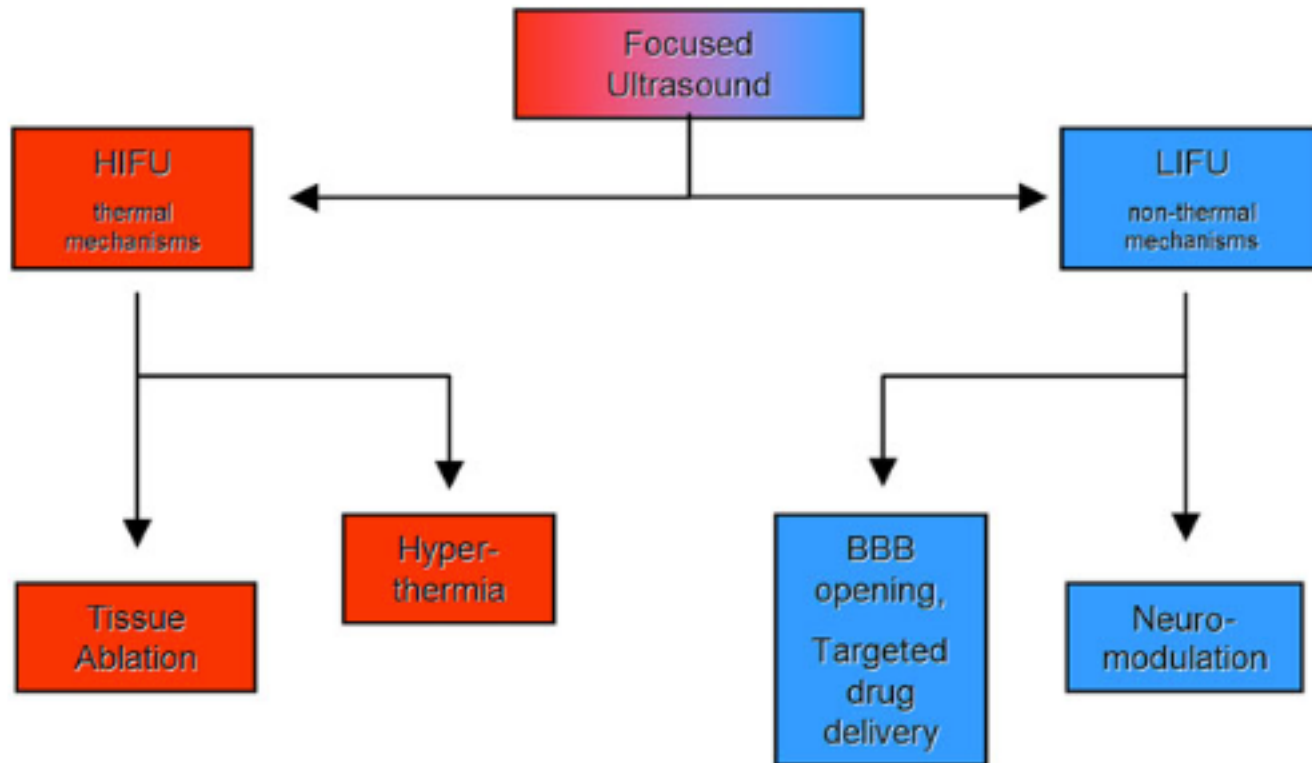 Focused
Ultrasound
HIFU
thermal
mechanisms
LIFU
non-thermal
mechanisms
Hyper-
thermia
Tissue
Ablation
BBB
opening,
Targeted
drug
delivery
Neuro-
modulation